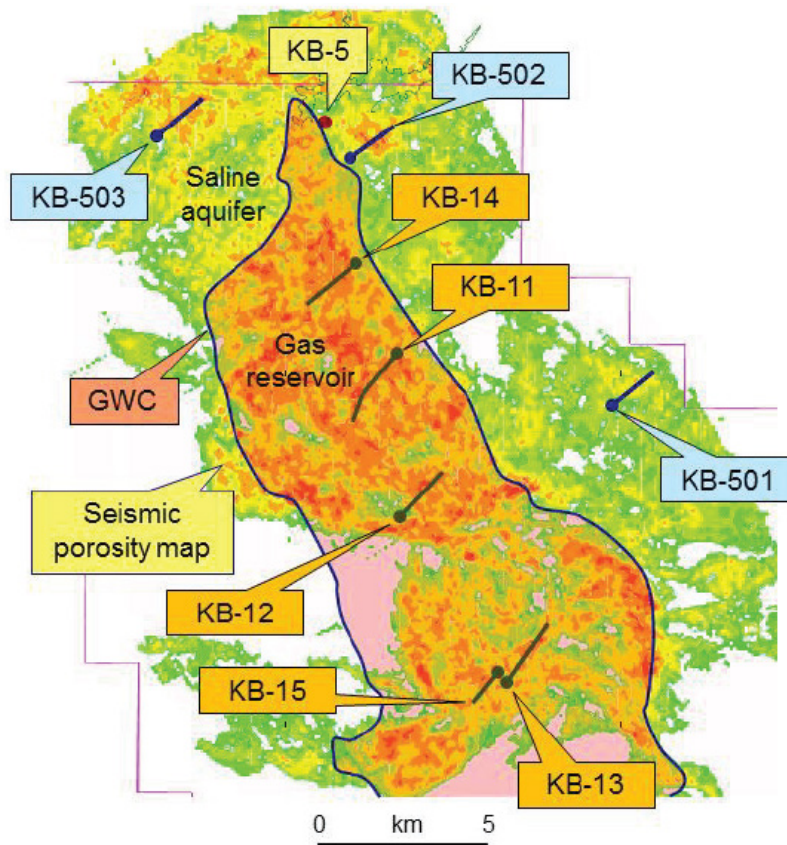 KB-5
KB-502
KB-503
Saline
aquifer
KB-14
KB-11
Gas
reservoir
GWC
KB-501
Seismic
porosity map
KB-12
KB-15
KB-13
0 km 5